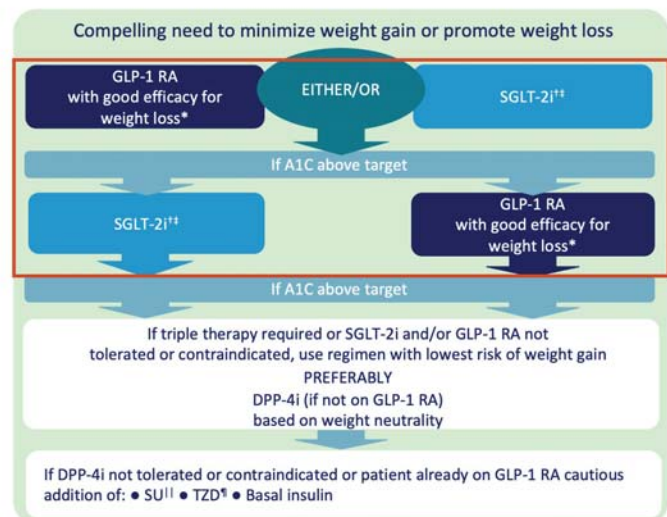 Compelling need to minimize weight gain or promote weight loss
GLP-1 RA
with good efficacy for
weight loss*
EITHER/OR
SGLT-2i†‡
If A1C above target
SGLT-2i†‡
GLP-1 RA
with good efficacy for
weight loss*
If A1C above target
If triple therapy required or SGLT-2i and/or GLP-1 RA not
tolerated or contraindicated, use regimen with lowest risk of weight gain
PREFERABLY
DPP-4i (if not on GLP-1 RA)
based on weight neutrality
If DPP-4i not tolerated or contraindicated or patient already on GLP-1 RA cautious
addition of: ● SU|| ● TZD¶ ● Basal insulin